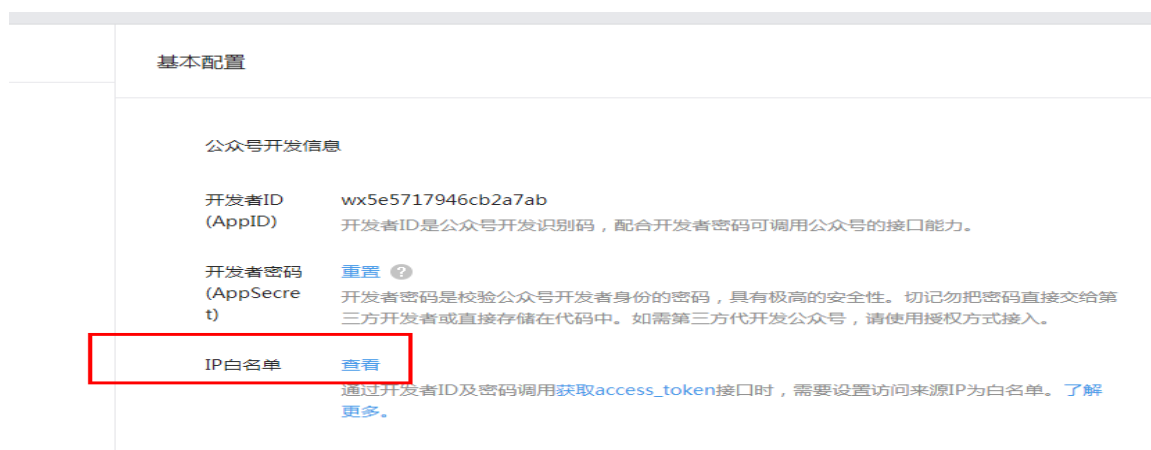 基本配置
公众号开发信息
开发者ID
(AppID)
wx5e5717946cb2a7ab
开发者ID是公众号开发识别码，配合开发者密码可调用公众号的接口能力。
开发者密码
(AppSecre
t)
重置 ?
开发者密码是校验公众号开发者身份的密码，具有极高的安全性。切记勿把密码直接交给第
三方开发者或直接存储在代码中。如需第三方代开发公众号，请使用授权方式接入。
IP白名单
查看
通过开发者ID及密码调用获取access_token接口时，需要设置访问来源IP为白名单。了解
更多。